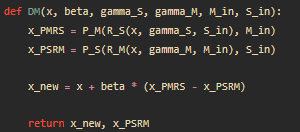 def DM(x, beta, gamma_S, gamma_M, M_in, S_in):
    x_PMRS = P_M(R_S(x, gamma_S, S_in), M_in)
    x_PSRM = P_S(R_M(x, gamma_M, M_in), S_in)
    x_new = x + beta * (x_PMRS - x_PSRM)
    return x_new, x_PSRM